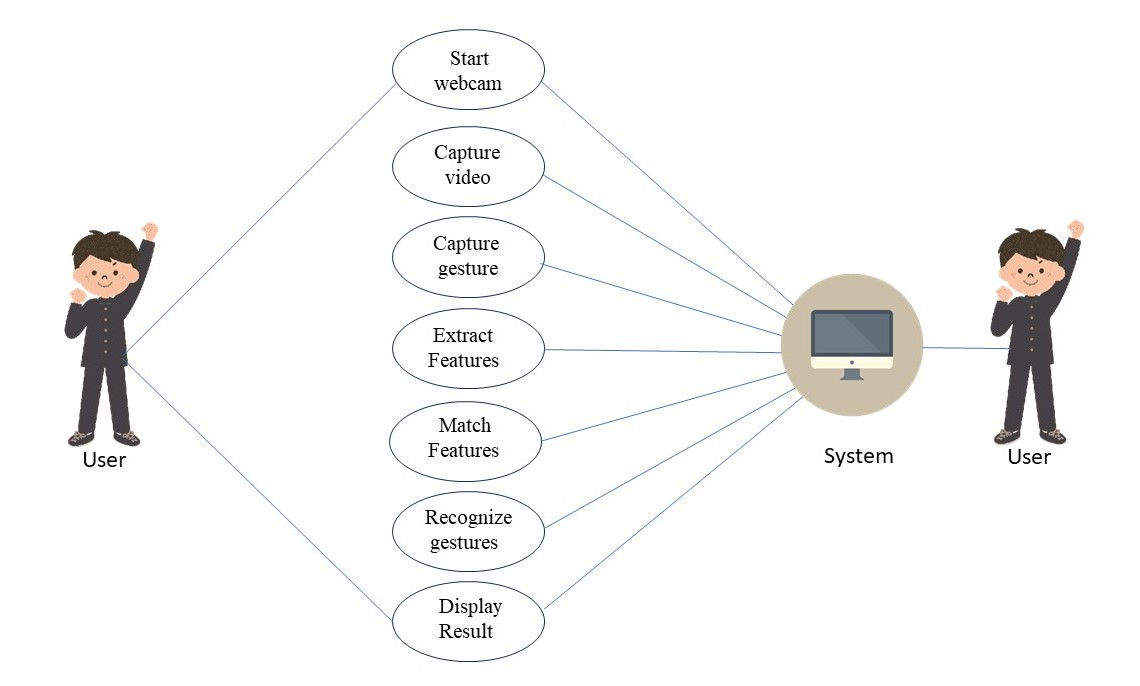 Start
webcam
Capture
video
Capture
gesture
Extract
Features
Match
Features
Recognize
gestures
Display
Result
User
System
User